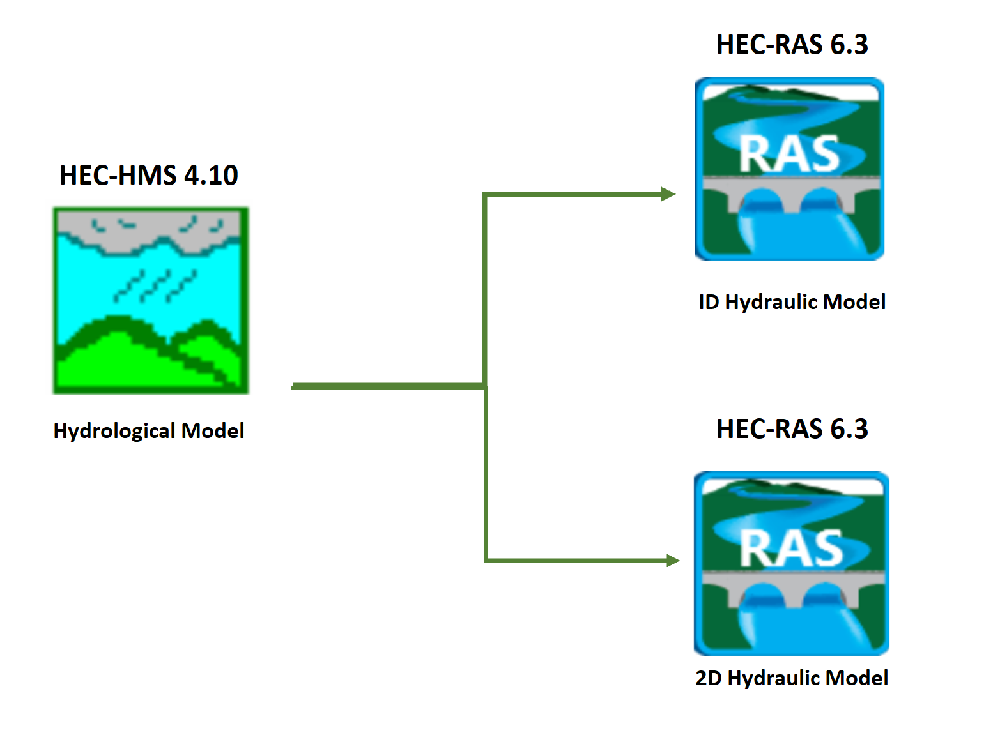 HEC-HMS 4.10
Hydrological Model
HEC-RAS 6.3
RAS
ID Hydraulic Model
HEC-RAS 6.3
RAS
2D Hydraulic Model